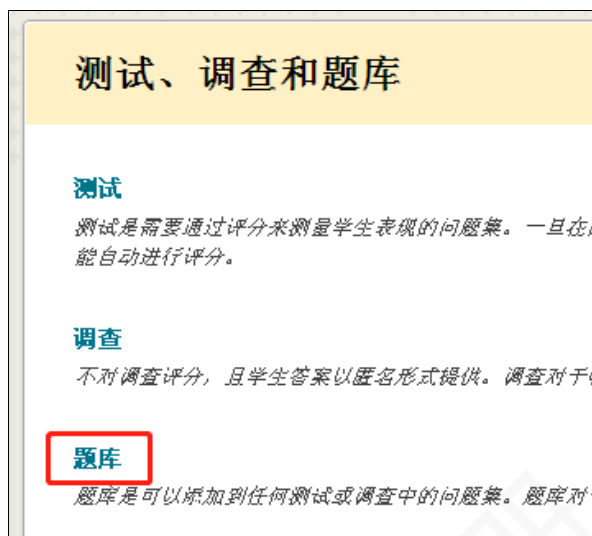 测试、调查和题库
测试
测试是需要通过评分来测量学生表现的问题集。一旦在
能自动进行评分。
调查
不对调查评分，且学生答案以匿名形式提供。调查对于
题库
题库是可以添加到任何测试或调查中的问题集。题库对